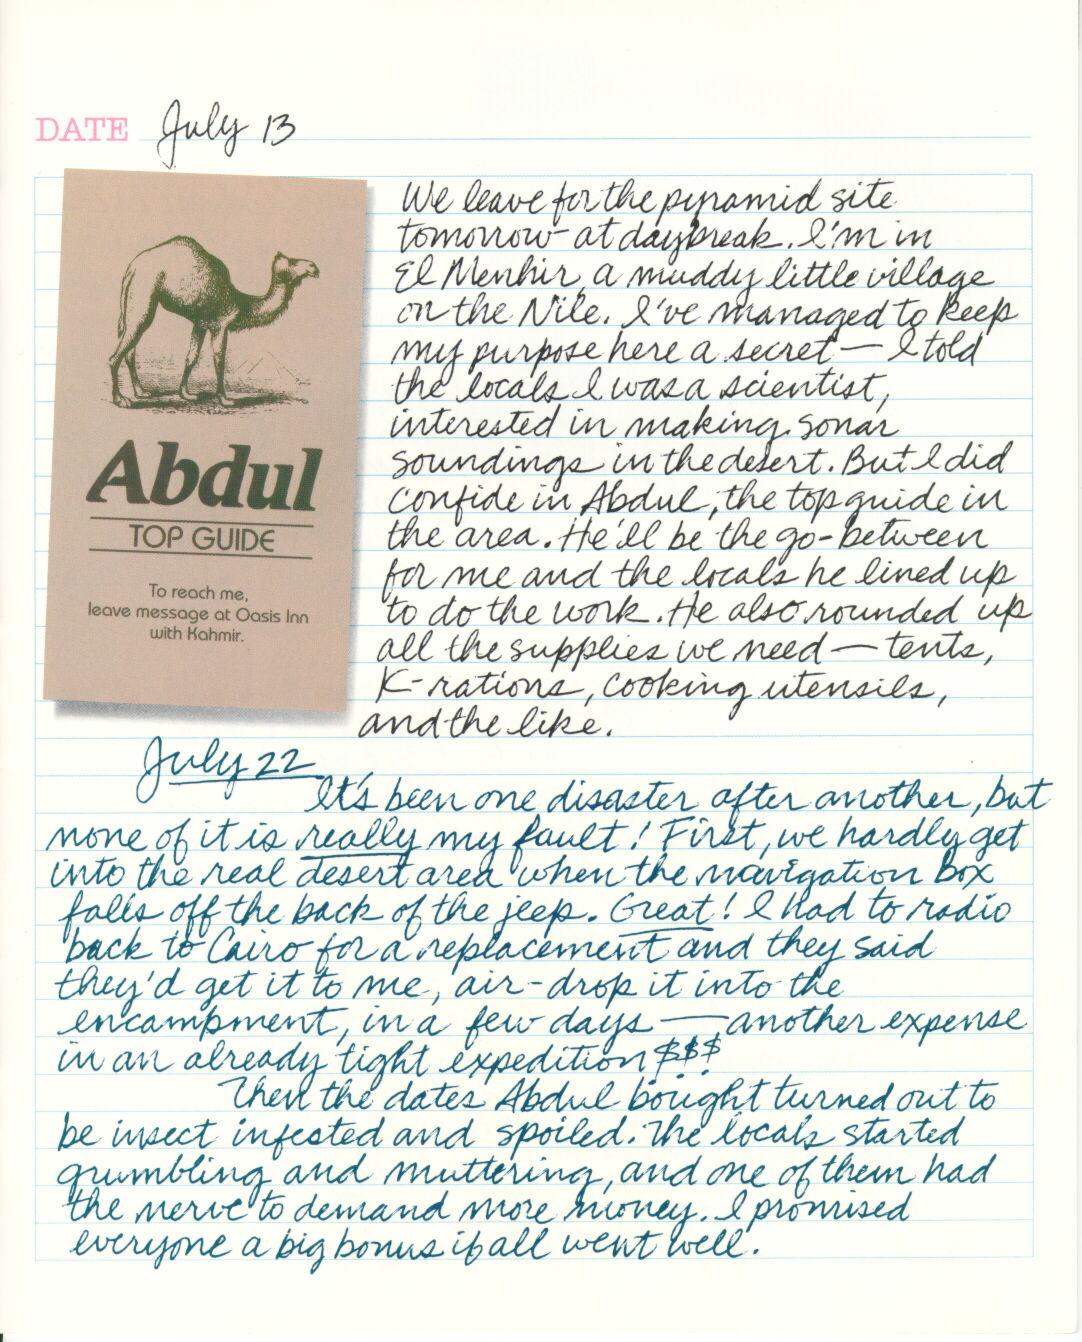 DATE July 13
Abdul
TOP GUIDE
To reach me,
leave message at Oasis Inn
with Kahmir.
We leave for the pyramid site
tomorrow at daybreak. I'm in
El Menhir, a muddy little village
on the Nile. I've managed to keep
my purpose here a secret — I told
the locals I was a scientist,
interested in making sonar
soundings in the desert. But I did
confide in Abdul, the top guide in
the area. He'll be the go-between
for me and the locals he lined up
to do the work. He also rounded up
all the supplies we need — tents,
K-rations, cooking utensils,
and the like.
July 22
It's been one disaster after another, but
none of it is really my fault! First, we hardly get
into the real desert area when the navigation box
falls off the back of the jeep. Great! I had to radio
back to Cairo for a replacement and they said
they'd get it to me, air-drop it into the
encampment, in a few days — another expense
in an already tight expedition $$$
Then the dates Abdul bought turned out to
be insect infested and spoiled. The locals started
grumbling and muttering, and one of them had
the nerve to demand more money. I promised
everyone a big bonus if all went well.